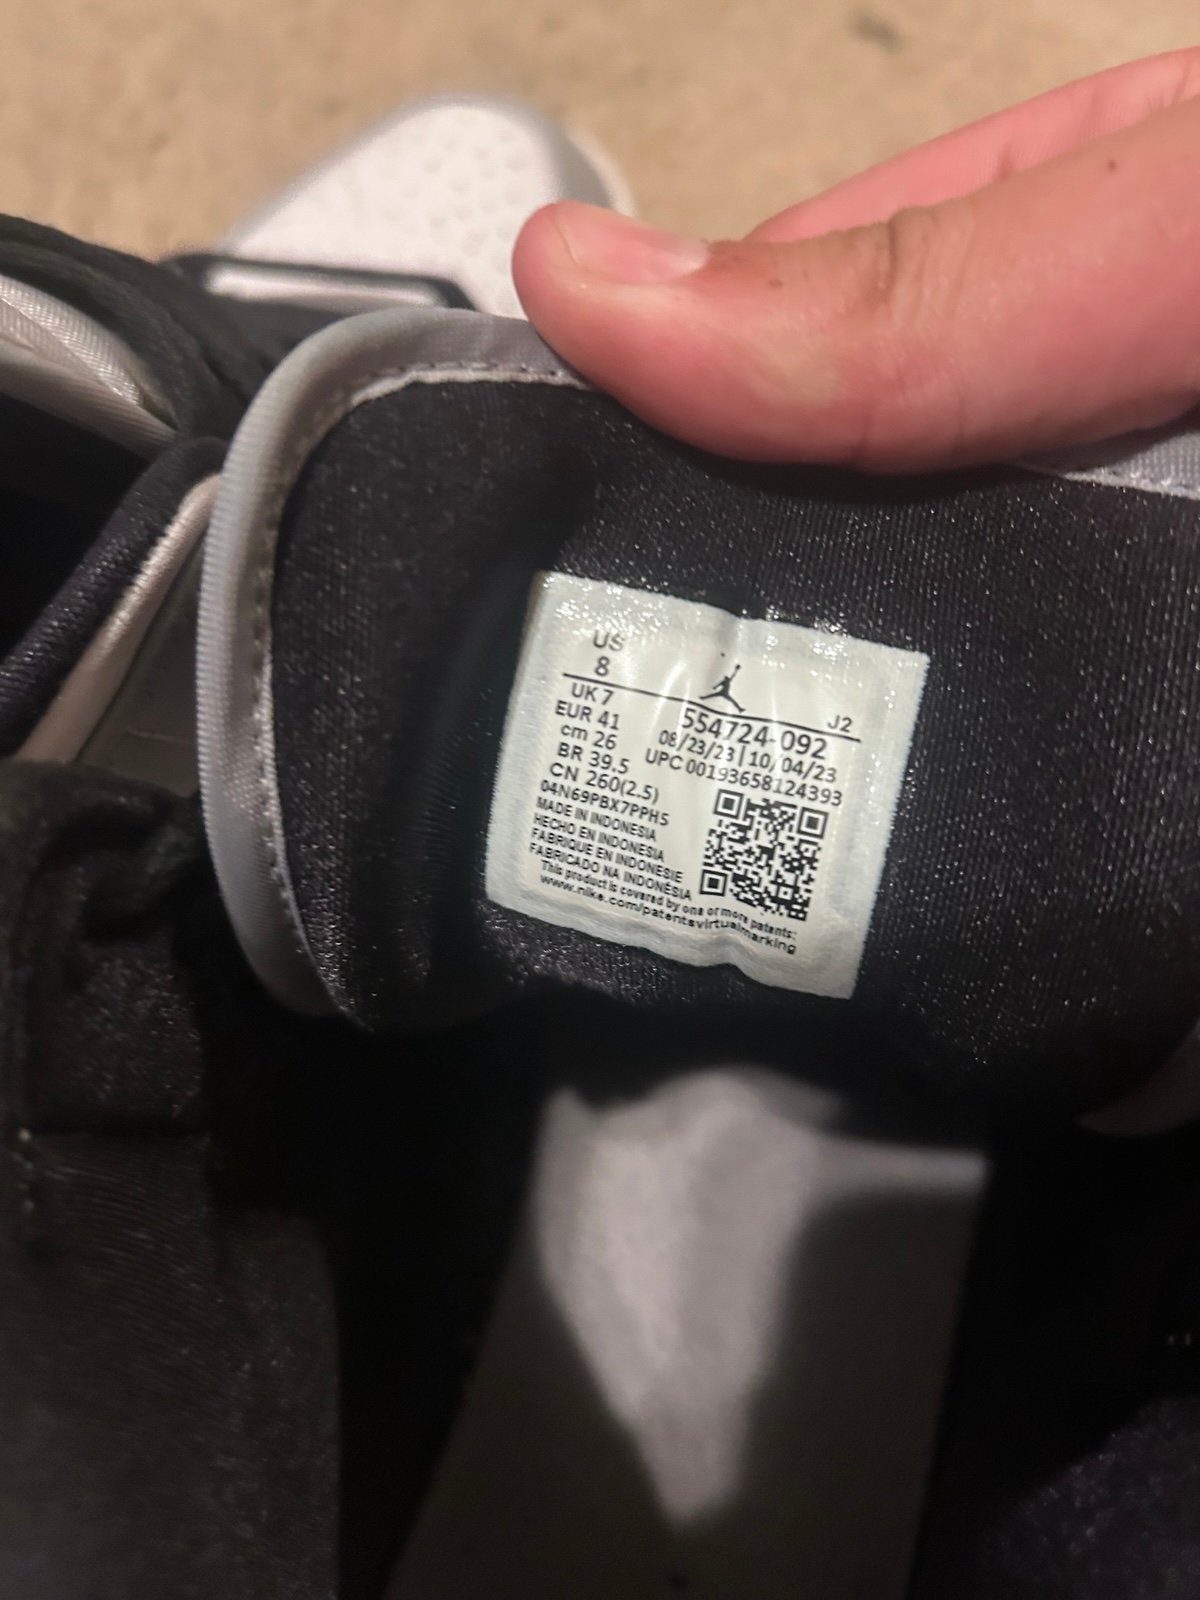 US
8
J2
UK 7
554724-092
EUR 41
08/23/23 | 10/04/23
cm 26
UPC 00193658124393
BR 39.5
CN 260(2.5)
04N69PBX7PPH5
MADE IN INDONESIA
HECHO EN INDONESIA
FABRIQUE EN INDONESIE
FABRICADO NA INDONÉSIA
This product is covered by one or more patents:
www.nike.com/patentsvirtualmarking